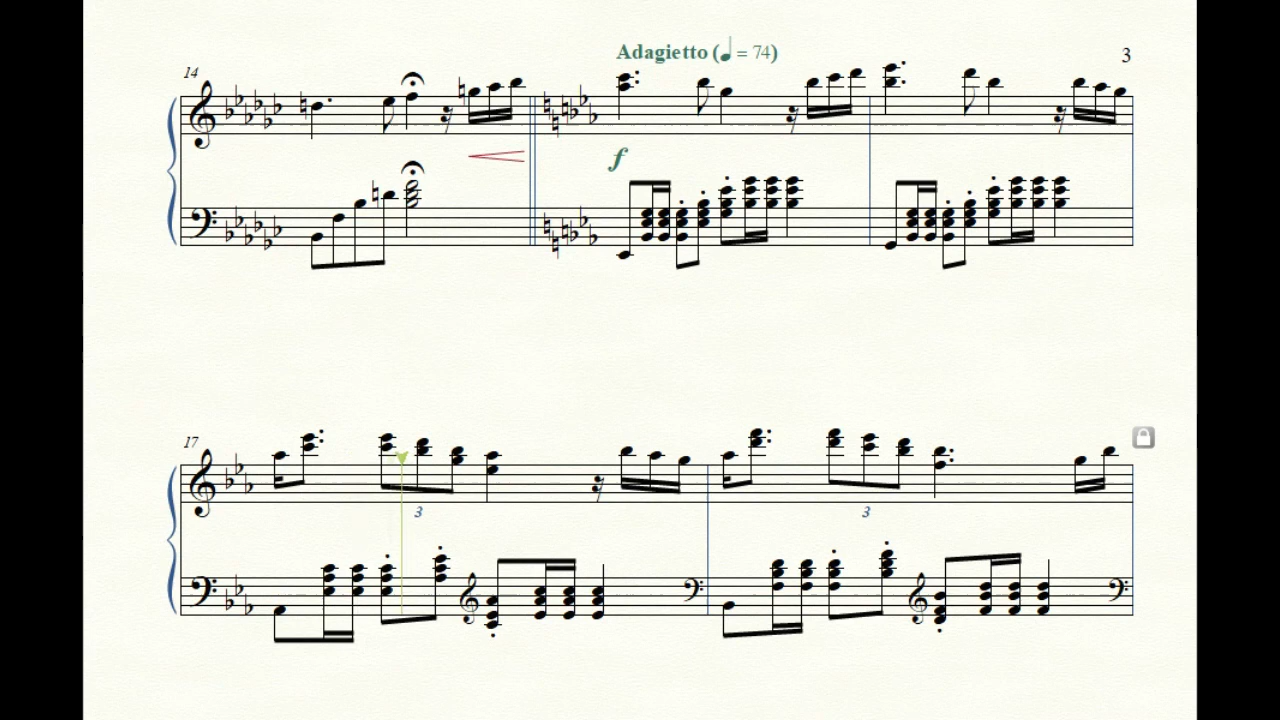 Adagietto (♩ = 74)
3
14
f
17
3
3